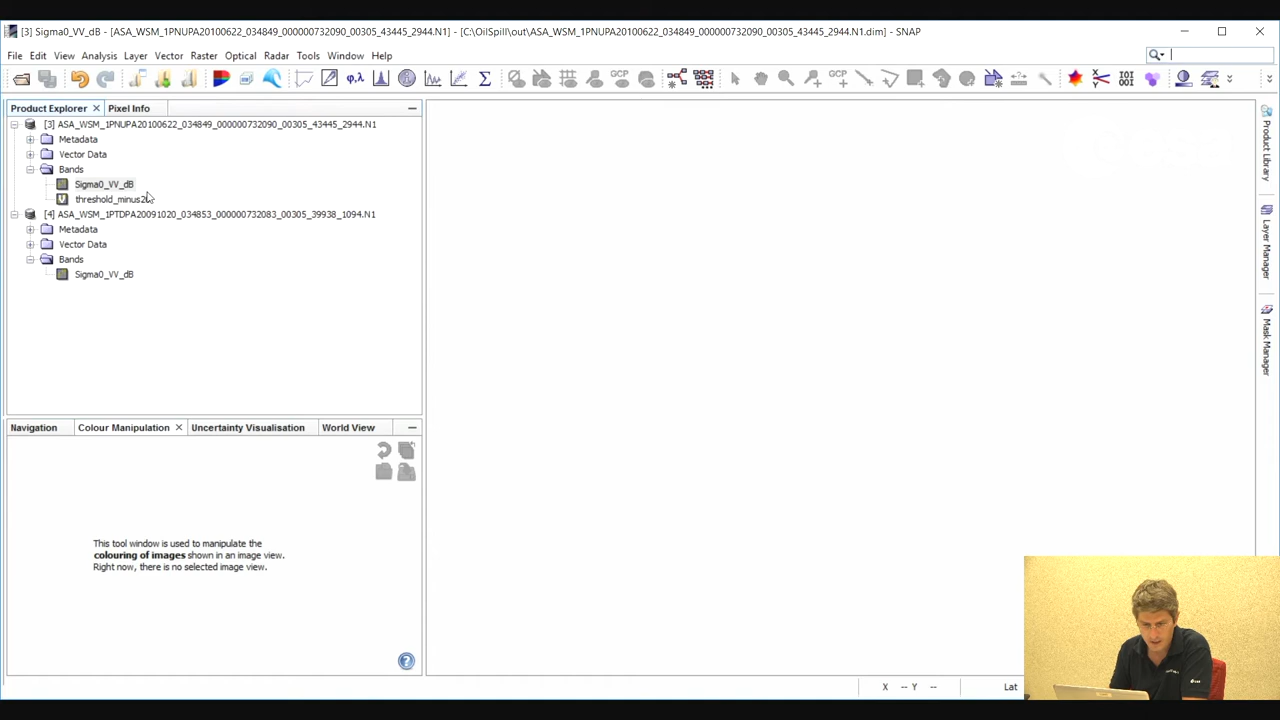 [3] Sigma0_VV_dB - [ASA_WSM_1PNUPA20100622_034849_000000732090_00305_43445_2944.N1] - [C:\OilSpill\out\ASA_WSM_1PNUPA20100622_034849_000000732090_00305_43445_2944.N1.dim] - SNAP
File Edit View Analysis Layer Vector Raster Optical Radar Tools Window Help
φ,λ Σ GCP GCP
Product Explorer Pixel Info
[3] ASA_WSM_1PNUPA20100622_034849_000000732090_00305_43445_2944.N1
Metadata
Vector Data
Bands
Sigma0_VV_dB
[4] ASA_WSM_1PTDPA20091020_034853_000000732083_00305_39938_1094.N1
Metadata
Vector Data
Bands
Sigma0_VV_dB
Navigation Colour Manipulation Uncertainty Visualisation World View
This tool window is used to manipulate the
colouring of images shown in an image view.
Right now, there is no selected image view.
Product Library
Layer Manager
Mask Manager
X -- Y -- Lat